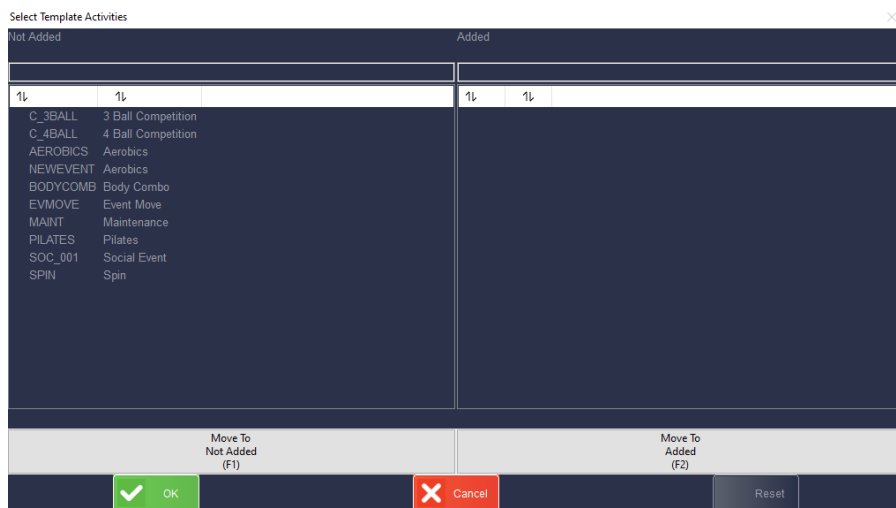 Select Template Activities
Not Added
Added
C_3BALL 3 Ball Competition
C_4BALL 4 Ball Competition
AEROBICS Aerobics
NEWEVENT Aerobics
BODYCOMB Body Combo
EVMOVE Event Move
MAINT Maintenance
PILATES Pilates
SOC_001 Social Event
SPIN Spin
Move To
Not Added
(F1)
Move To
Added
(F2)
OK
Cancel
Reset